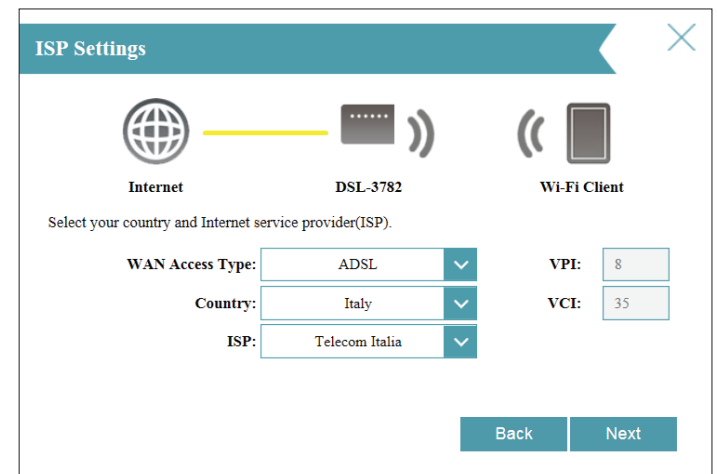 ISP Settings
Internet DSL-3782 Wi-Fi Client
Select your country and Internet service provider(ISP).
WAN Access Type: ADSL VPI: 8
Country: Italy VCI: 35
ISP: Telecom Italia
Back Next